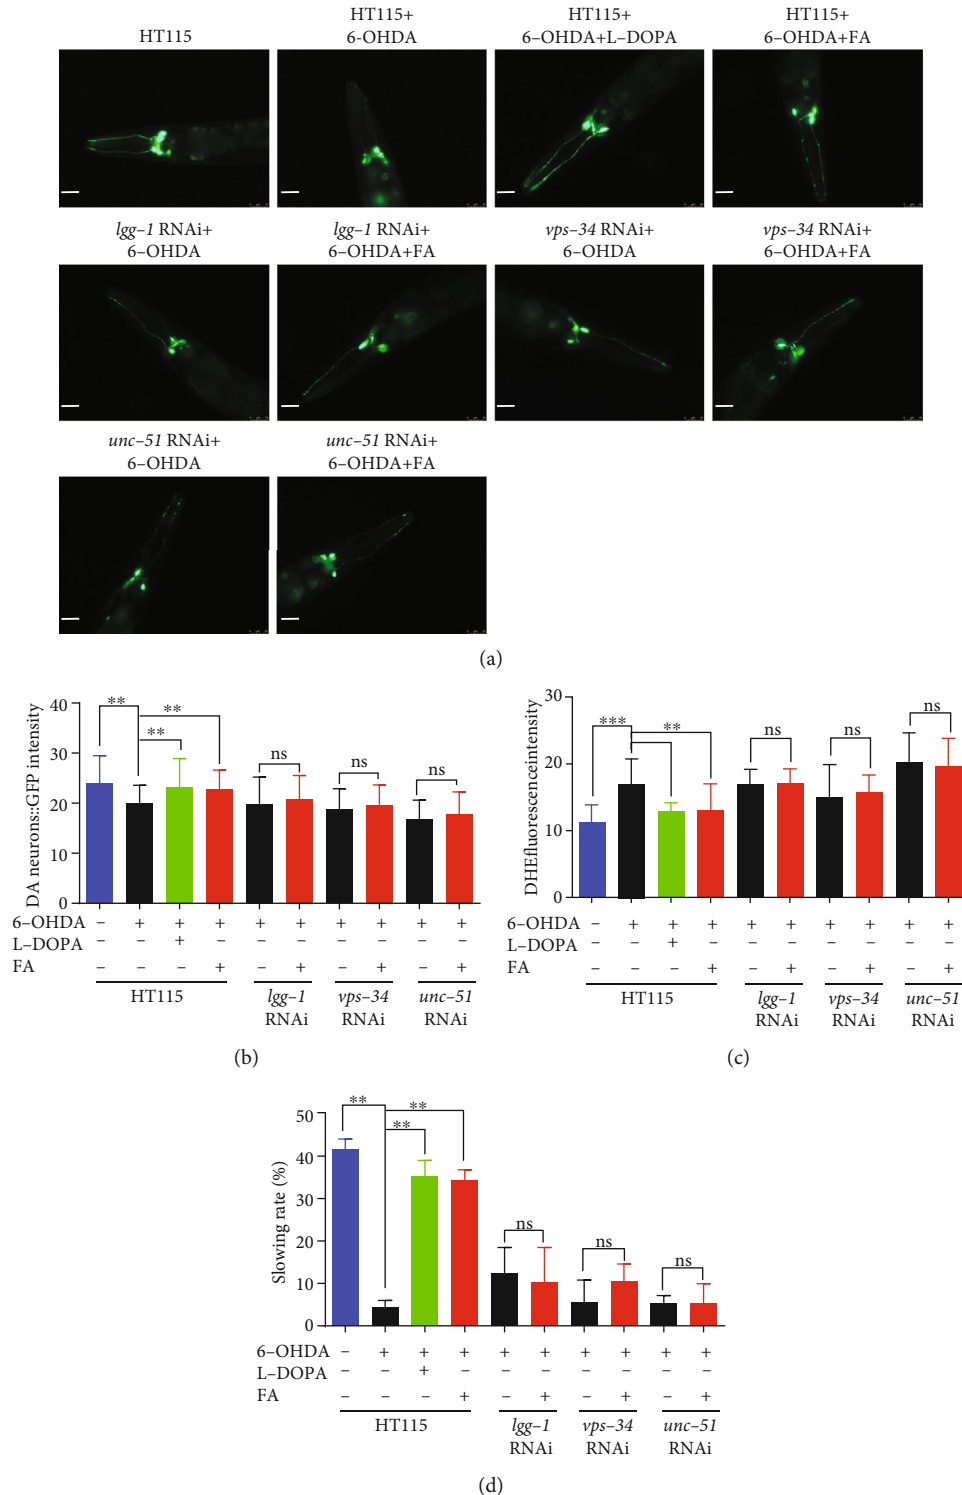 HT115
HT115+
6-OHDA
HT115+
6-OHDA+L-DOPA
HT115+
6-OHDA+FA
lgg-1 RNAi+
6-OHDA
lgg-1 RNAi+
6-OHDA+FA
vps-34 RNAi+
6-OHDA
vps-34 RNAi+
6-OHDA+FA
unc-51 RNAi+
6-OHDA
unc-51 RNAi+
6-OHDA+FA
(a)
DA neurons::GFP intensity
40
30
20
10
0
** ** ** ns ns ns
6-OHDA – + + + + + + + + +
L-DOPA – – + – – – – – – –
FA – – – + – + – + – +
HT115 lgg-1 RNAi vps-34 RNAi unc-51 RNAi
(b)
DHEfluorescenceintensity
30
20
10
0
*** ** ns ns ns
6-OHDA – + + + + + + + + +
L-DOPA – – + – – – – – – –
FA – – – + – + – + – +
HT115 lgg-1 RNAi vps-34 RNAi unc-51 RNAi
(c)
Slowing rate (%)
50
40
30
20
10
0
** ** ** ns ns ns
6-OHDA – + + + + + + + + +
L-DOPA – – + – – – – – – –
FA – – – + – + – + – +
HT115 lgg-1 RNAi vps-34 RNAi unc-51 RNAi
(d)